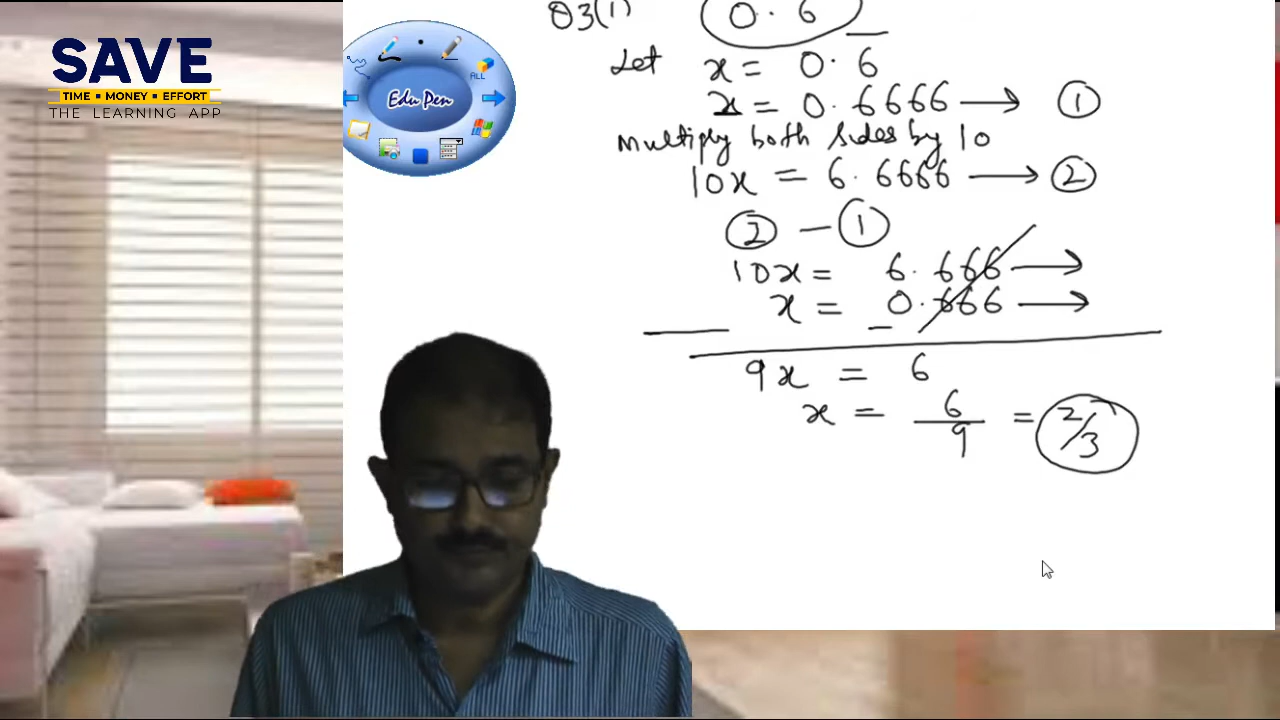 SAVE
TIME ▪ MONEY ▪ EFFORT
THE LEARNING APP
Edu Pen
ALL
Q3(1) 0.6
Let x = 0.6
x = 0.6666 → ①
Multiply both sides by 10
10x = 6.6666 → ②
② - ①
10x = 6.666 →
x = 0.666 →
9x = 6
x = 6/9 = 2/3